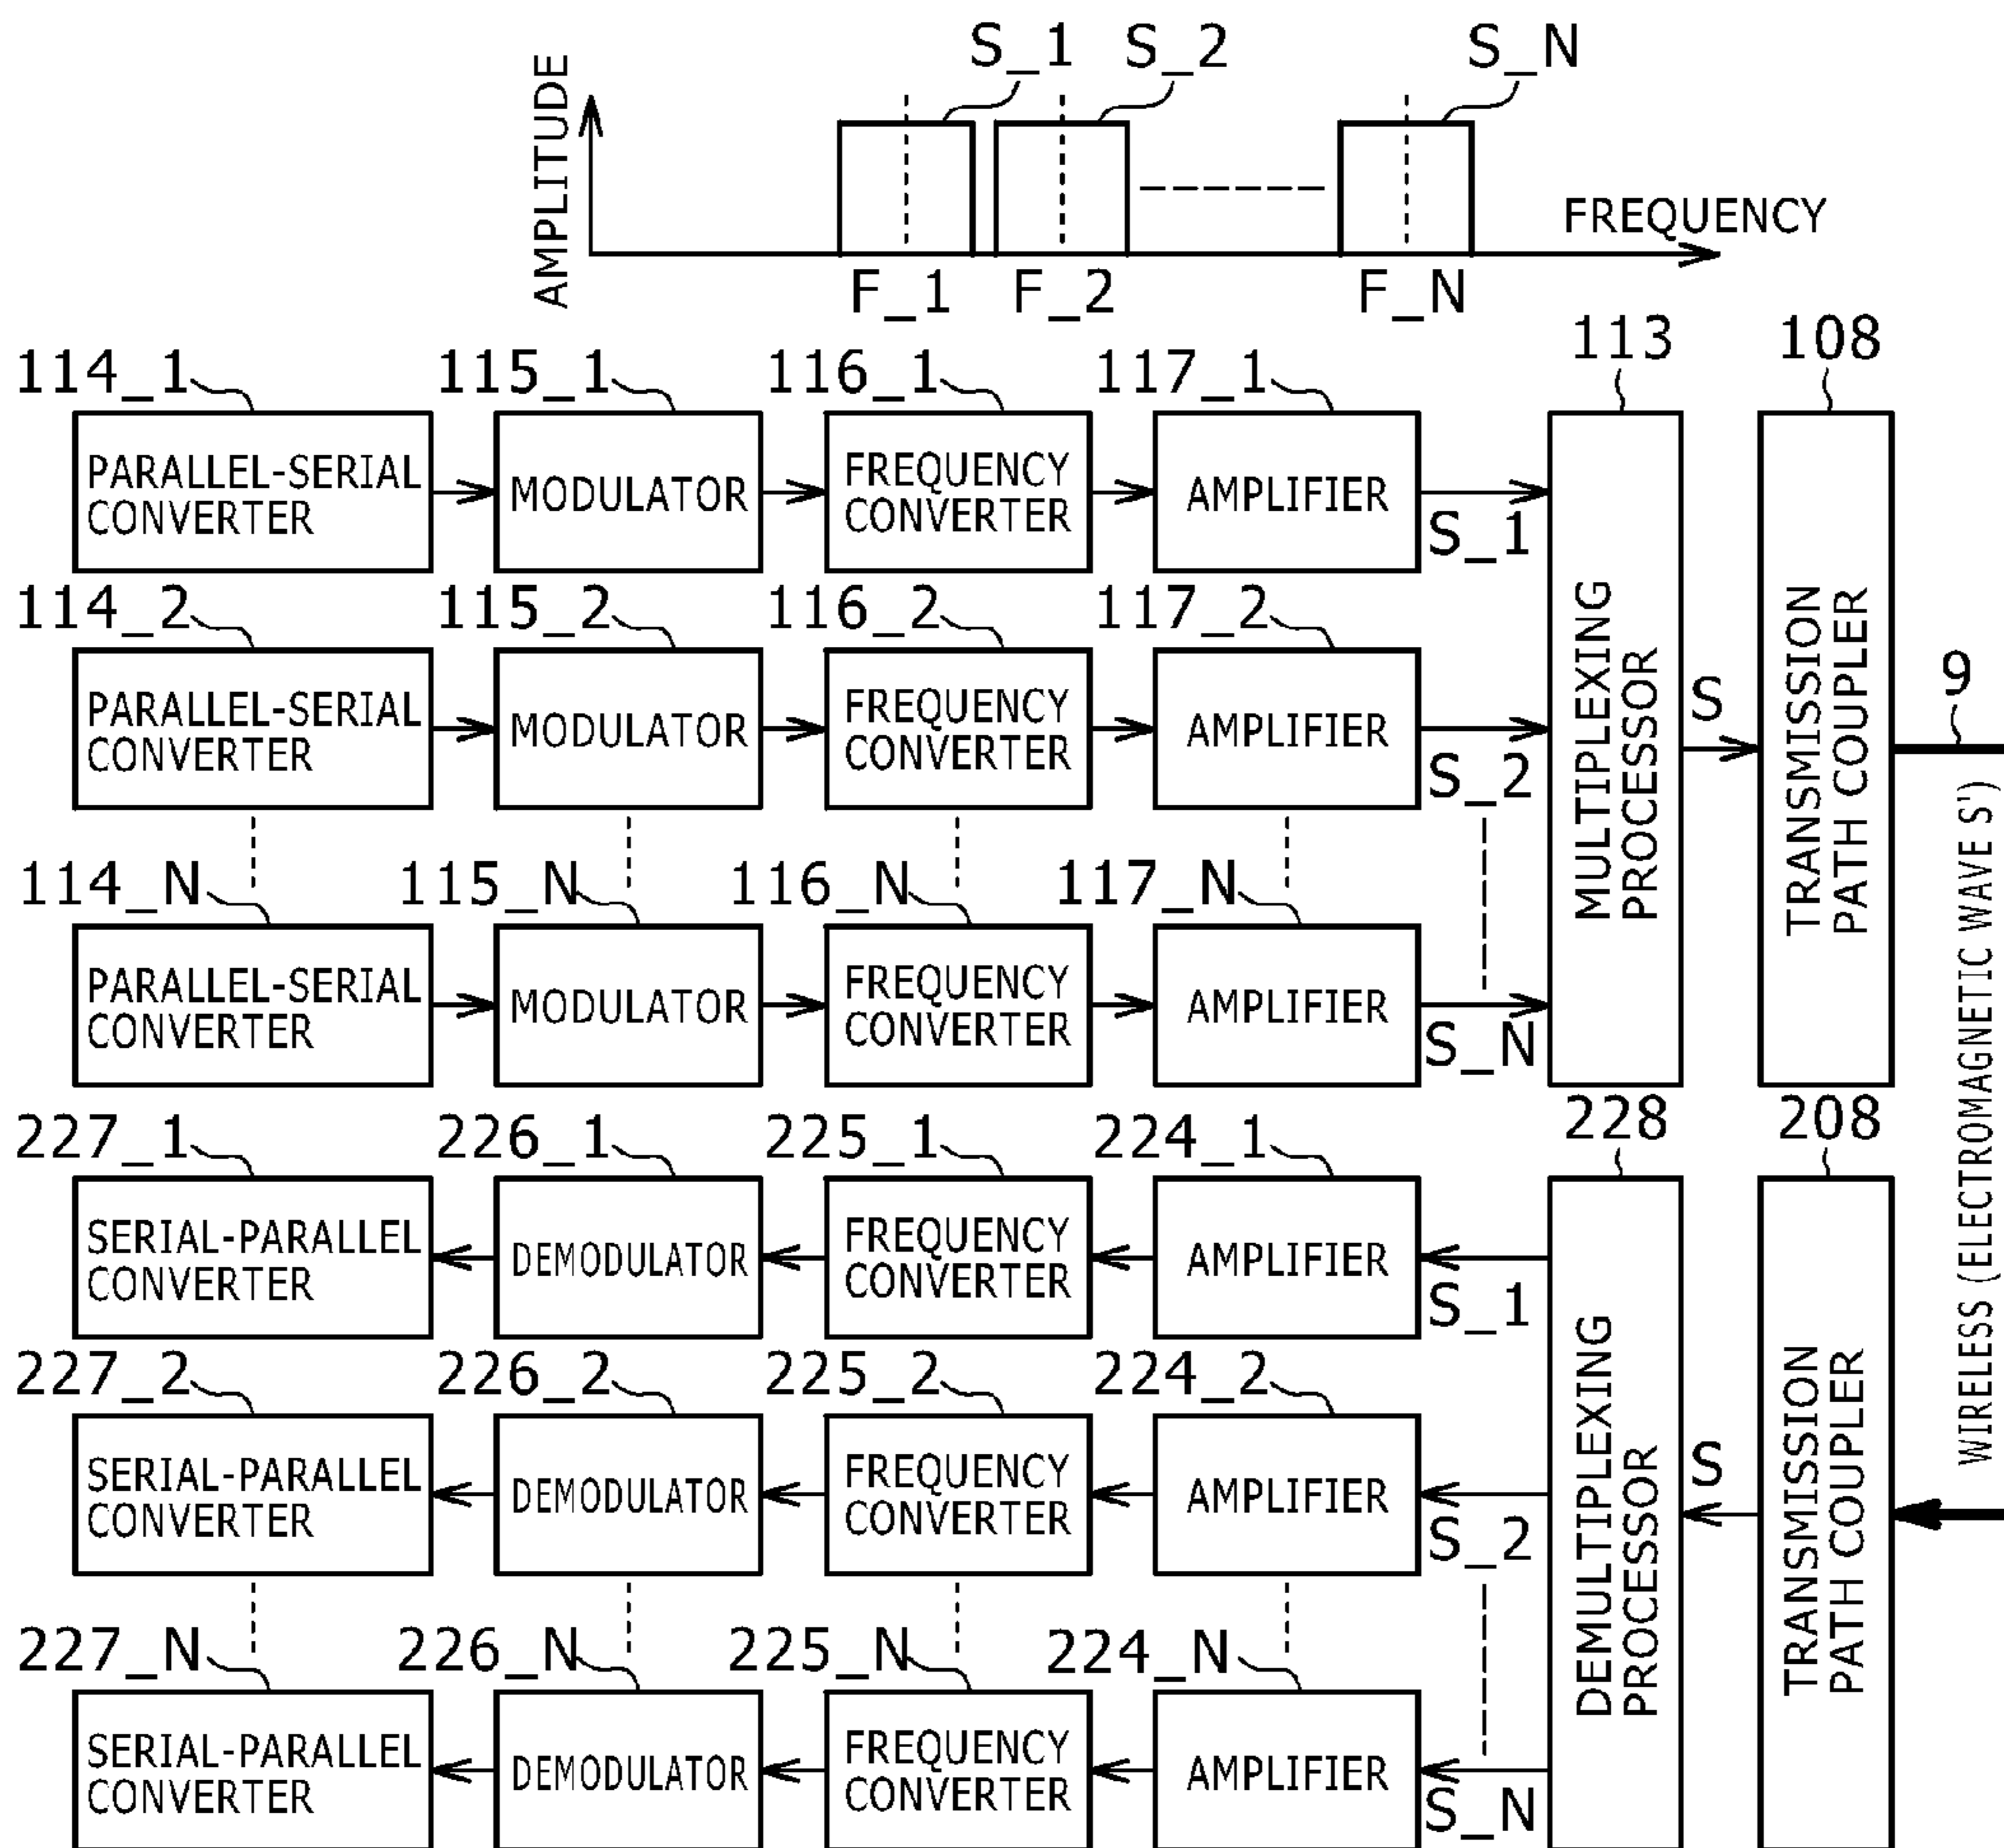 S_1 S_2 S_N
AMPLITUDE
FREQUENCY
F_1 F_2 F_N
113 108
114_1 115_1 116_1 117_1
PARALLEL-SERIAL
CONVERTER
MODULATOR
FREQUENCY
CONVERTER
AMPLIFIER
S_1
114_2 115_2 116_2 117_2
PARALLEL-SERIAL
CONVERTER
MODULATOR
FREQUENCY
CONVERTER
AMPLIFIER
S_2
114_N 115_N 116_N 117_N
PARALLEL-SERIAL
CONVERTER
MODULATOR
FREQUENCY
CONVERTER
AMPLIFIER
S_N
MULTIPLEXING
PROCESSOR
S
TRANSMISSION
PATH COUPLER
9
WIRELESS (ELECTROMAGNETIC WAVE S')
228 208
227_1 226_1 225_1 224_1
SERIAL-PARALLEL
CONVERTER
DEMODULATOR
FREQUENCY
CONVERTER
AMPLIFIER
S_1
227_2 226_2 225_2 224_2
SERIAL-PARALLEL
CONVERTER
DEMODULATOR
FREQUENCY
CONVERTER
AMPLIFIER
S_2
227_N 226_N 225_N 224_N
SERIAL-PARALLEL
CONVERTER
DEMODULATOR
FREQUENCY
CONVERTER
AMPLIFIER
S_N
DEMULTIPLEXING
PROCESSOR
S
TRANSMISSION
PATH COUPLER